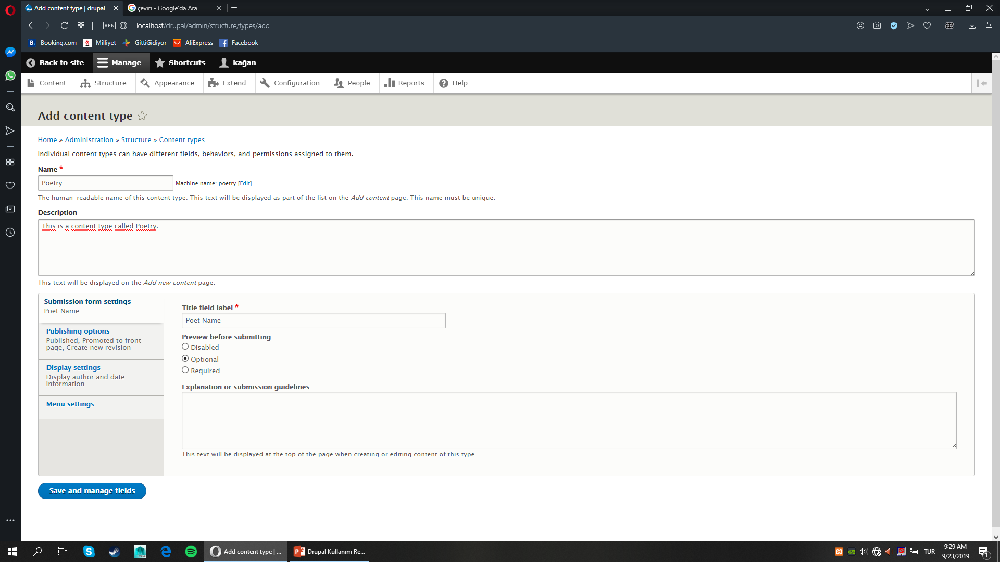 Add content type | drupal
çeviri - Google'da Ara
VPN
localhost/drupal/admin/structure/types/add
B. Booking.com
Milliyet
GittiGidiyor
AliExpress
Facebook
Back to site
Manage
Shortcuts
kağan
Content
Structure
Appearance
Extend
Configuration
People
Reports
Help
Add content type
Home » Administration » Structure » Content types
Individual content types can have different fields, behaviors, and permissions assigned to them.
Name *
Poetry
Machine name: poetry [Edit]
The human-readable name of this content type. This text will be displayed as part of the list on the Add content page. This name must be unique.
Description
This is a content type called Poetry.
This text will be displayed on the Add new content page.
Submission form settings
Poet Name
Publishing options
Published, Promoted to front
page, Create new revision
Display settings
Display author and date
information
Menu settings
Title field label *
Poet Name
Preview before submitting
Disabled
Optional
Required
Explanation or submission guidelines
This text will be displayed at the top of the page when creating or editing content of this type.
Save and manage fields
Add content type | ...
Drupal Kullanım Re...
TUR
9:29 AM
9/23/2019
1